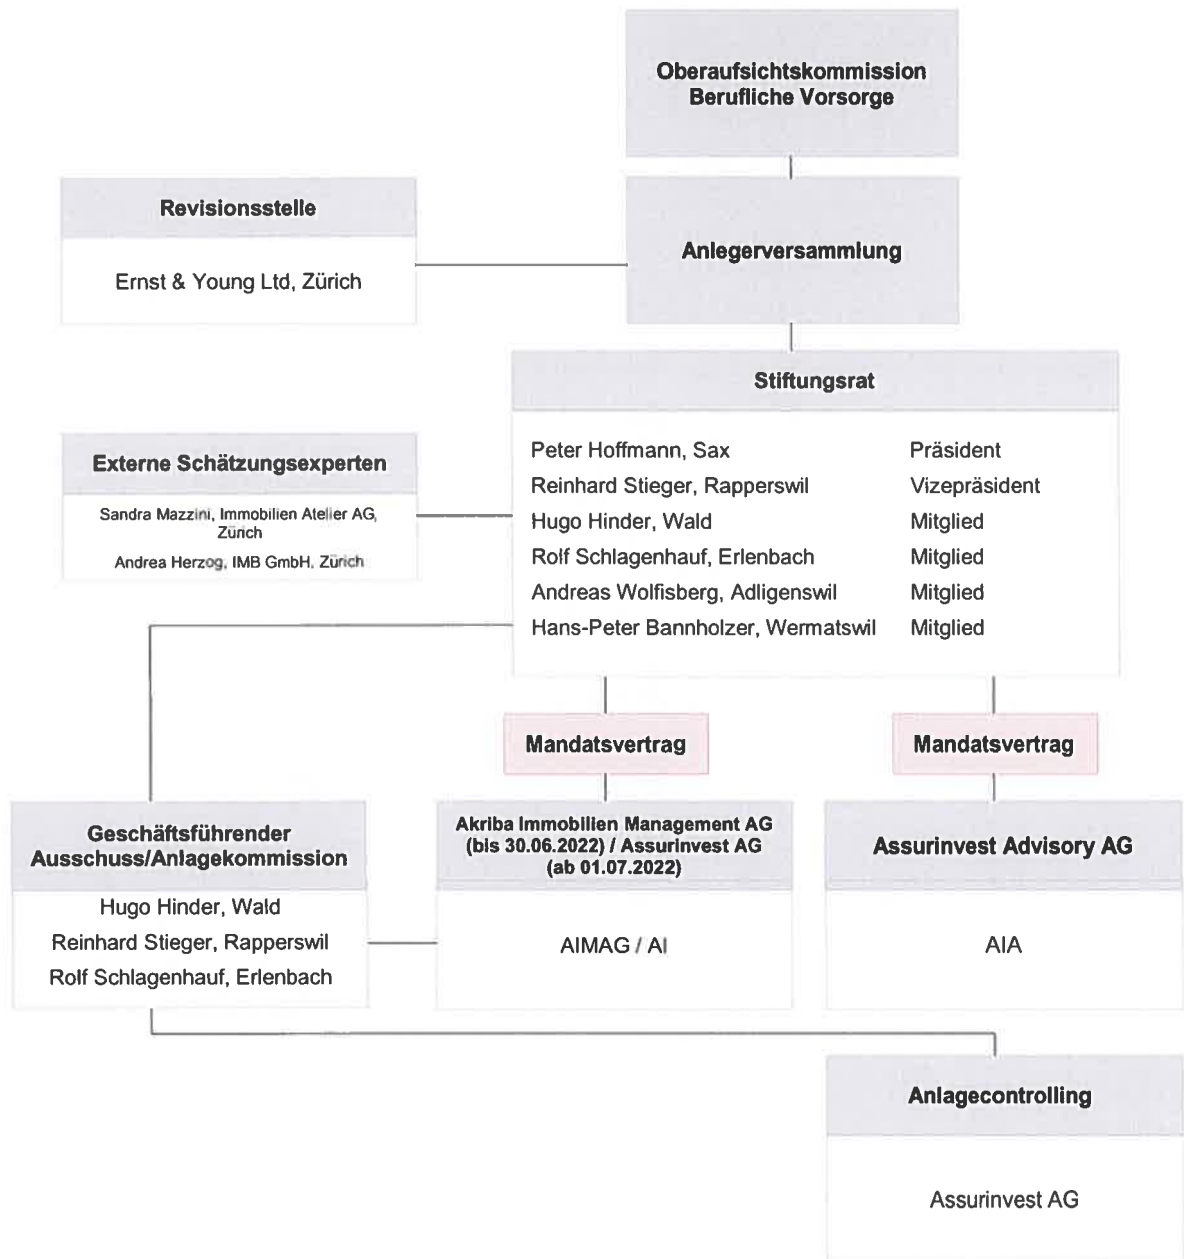 Oberaufsichtskommission
Berufliche Vorsorge
Revisionsstelle
Ernst & Young Ltd, Zürich
Anlegerversammlung
Stiftungsrat
Peter Hoffmann, Sax Präsident
Reinhard Stieger, Rapperswil Vizepräsident
Hugo Hinder, Wald Mitglied
Rolf Schlagenhauf, Erlenbach Mitglied
Andreas Wolfisberg, Adligenswil Mitglied
Hans-Peter Bannholzer, Wermatswil Mitglied
Externe Schätzungsexperten
Sandra Mazzini, Immobilien Atelier AG,
Zürich
Andrea Herzog, IMB GmbH, Zürich
Mandatsvertrag
Mandatsvertrag
Geschäftsführender
Ausschuss/Anlagekommission
Hugo Hinder, Wald
Reinhard Stieger, Rapperswil
Rolf Schlagenhauf, Erlenbach
Akriba Immobilien Management AG
(bis 30.06.2022) / Assurinvest AG
(ab 01.07.2022)
AIMAG / AI
Assurinvest Advisory AG
AIA
Anlagecontrolling
Assurinvest AG